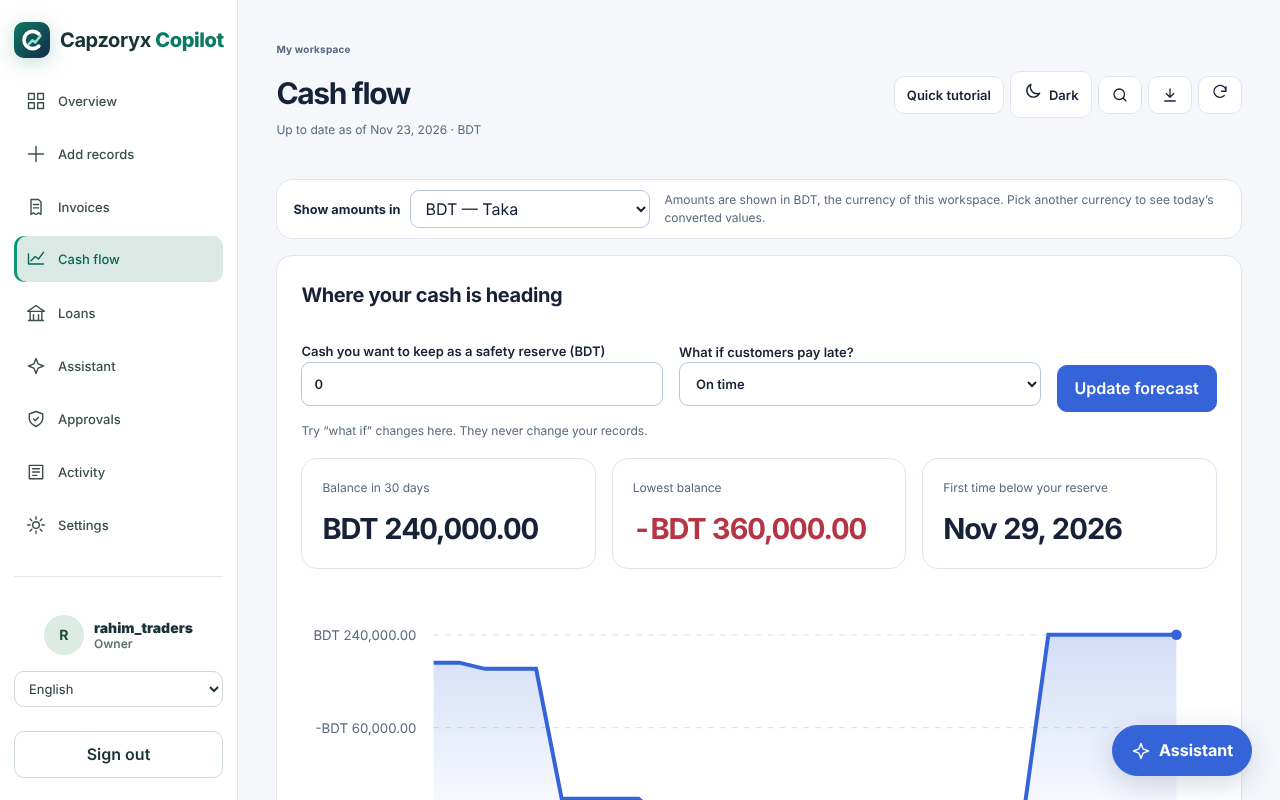 Capzoryx Copilot
Overview
Add records
Invoices
Cash flow
Loans
Assistant
Approvals
Activity
Settings
R
rahim_traders
Owner
English
Sign out
My workspace
Cash flow
Up to date as of Nov 23, 2026 · BDT
Quick tutorial
Dark
Show amounts in
BDT — Taka
Amounts are shown in BDT, the currency of this workspace. Pick another currency to see today’s
converted values.
Where your cash is heading
Cash you want to keep as a safety reserve (BDT)
0
What if customers pay late?
On time
Update forecast
Try “what if” changes here. They never change your records.
Balance in 30 days
BDT 240,000.00
Lowest balance
-BDT 360,000.00
First time below your reserve
Nov 29, 2026
BDT 240,000.00
-BDT 60,000.00
Assistant